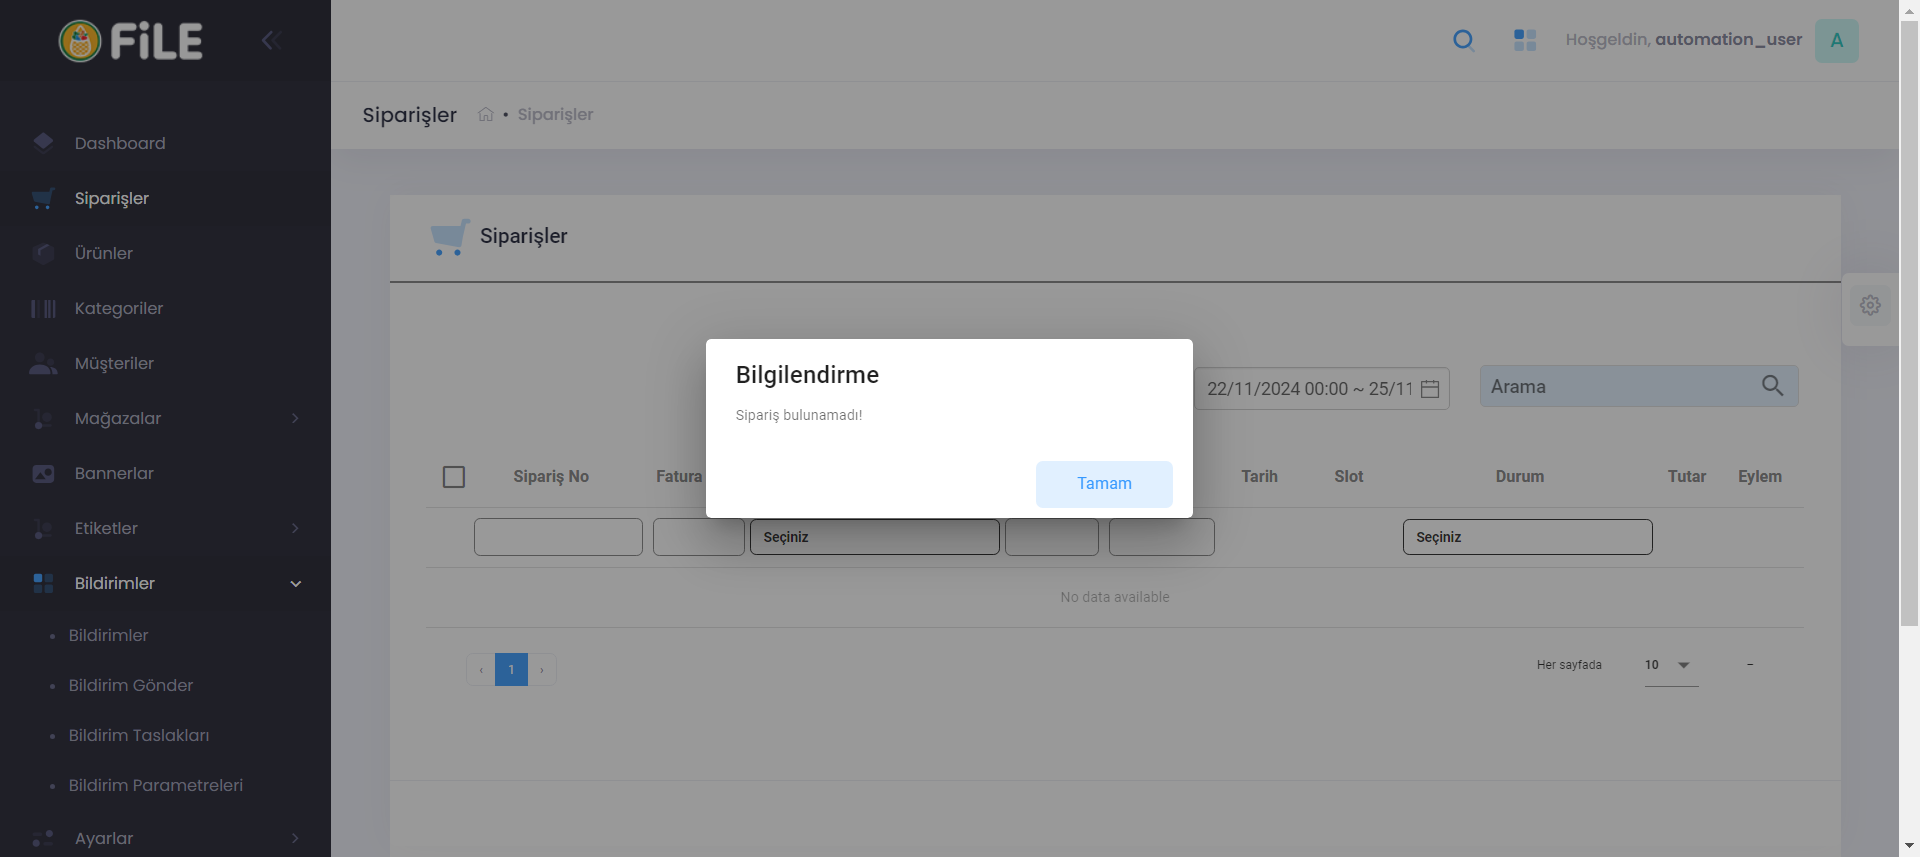 FiLE
Hoşgeldin, automation_user
A
Siparişler
Siparişler
Dashboard
Siparişler
Ürünler
Kategoriler
Müşteriler
Mağazalar
Bannerlar
Etiketler
Bildirimler
Bildirimler
Bildirim Gönder
Bildirim Taslakları
Bildirim Parametreleri
Ayarlar
Siparişler
22/11/2024 00:00 ~ 25/11
Arama
Bilgilendirme
Sipariş bulunamadı!
Tamam
Sipariş No
Fatura
Tarih
Slot
Durum
Tutar
Eylem
Seçiniz
Seçiniz
No data available
‹
1
›
Her sayfada
10
–